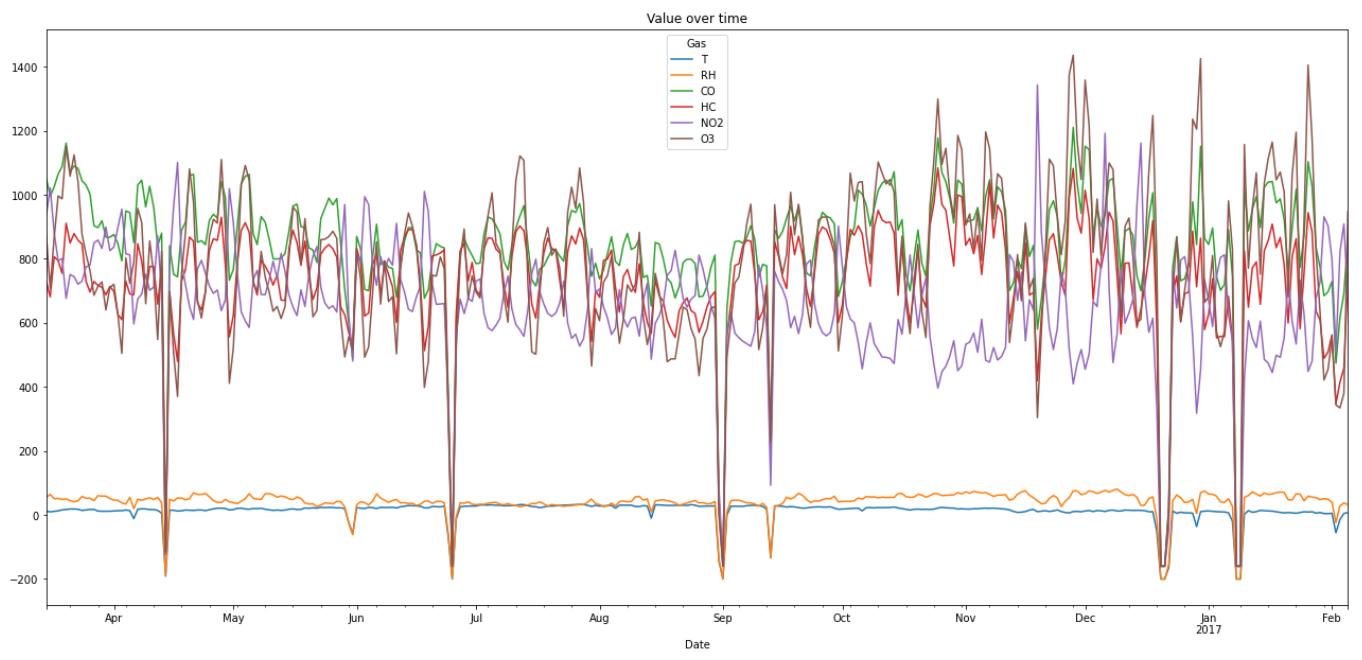 Value over time
Gas
T
RH
CO
HC
NO2
O3
1400
1200
1000
800
600
400
200
0
−200
Apr May Jun Jul Aug Sep Oct Nov Dec Jan Feb
2017
Date